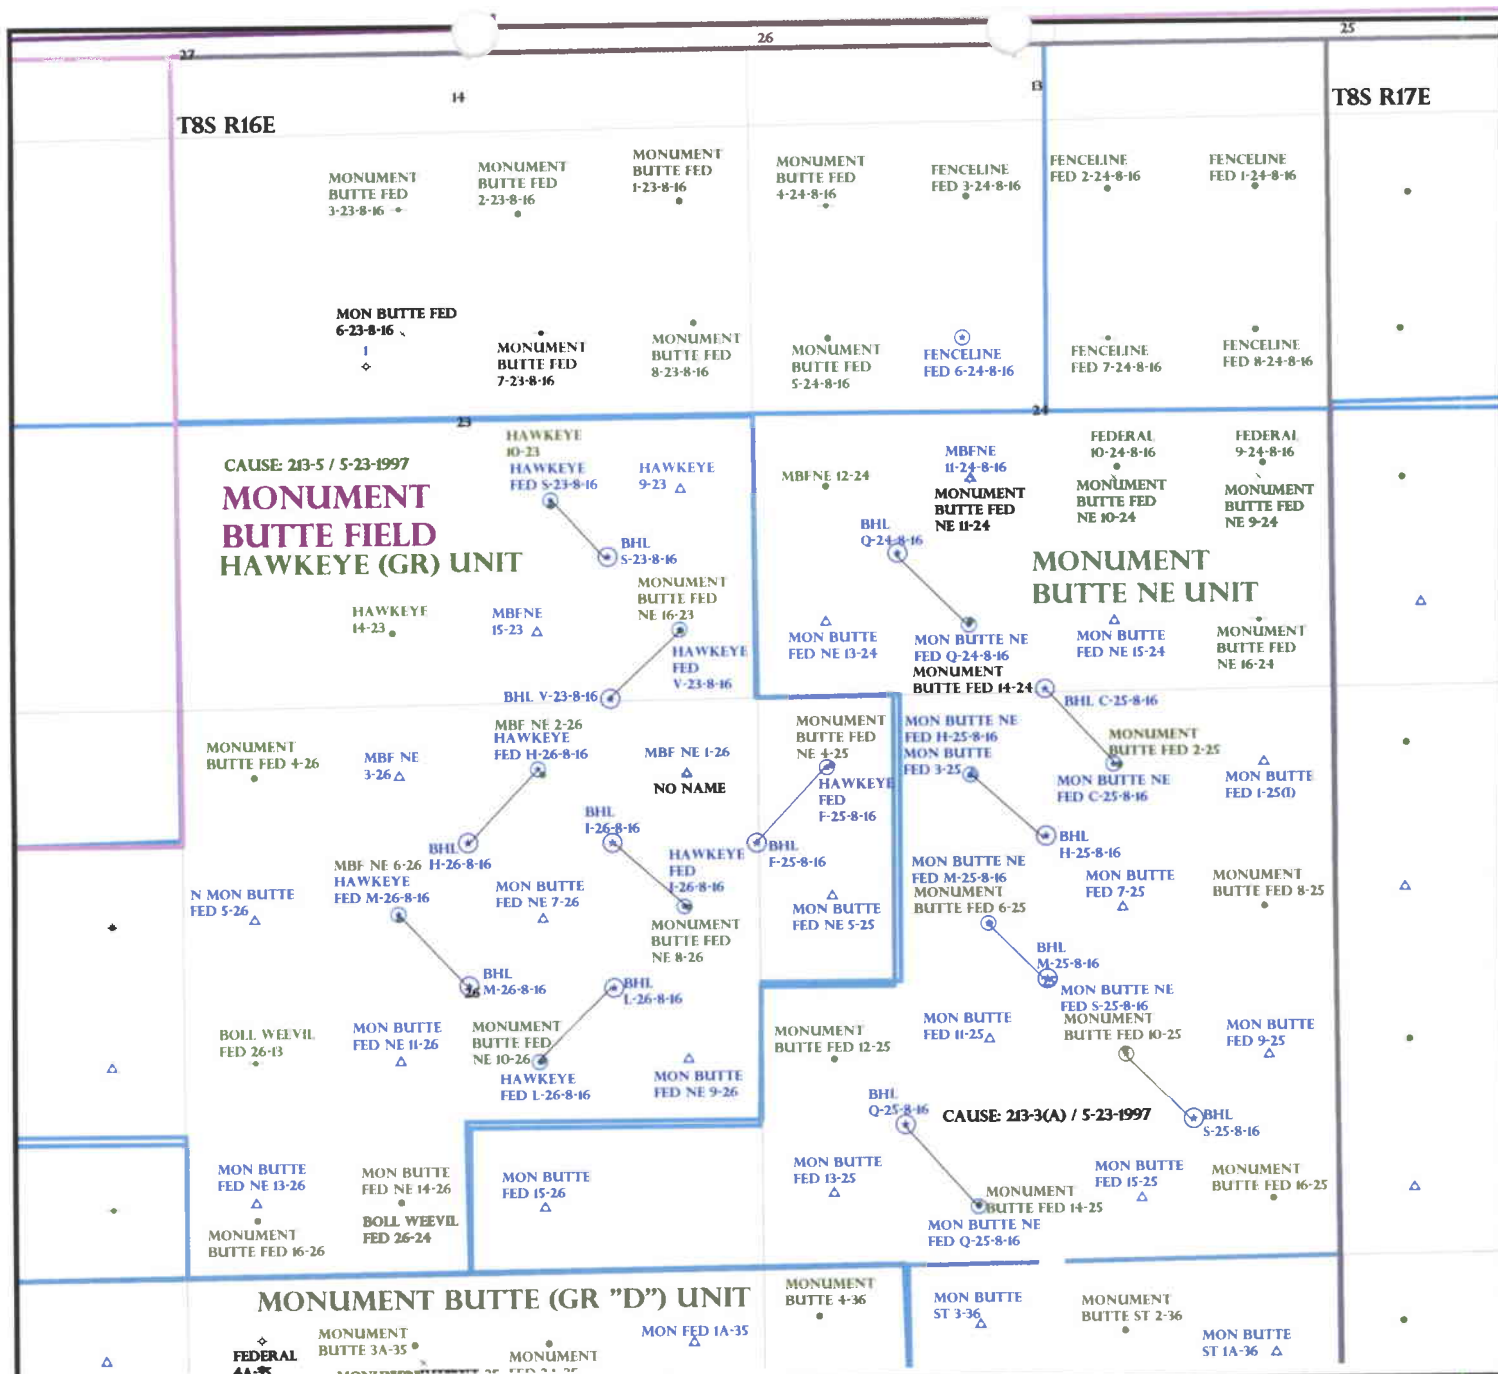 27
26
25
14
13
T8S R16E
T8S R17E
MONUMENT
BUTTE FED
3-23-8-16
MONUMENT
BUTTE FED
2-23-8-16
MONUMENT
BUTTE FED
1-23-8-16
MONUMENT
BUTTE FED
4-24-8-16
FENCELINE
FED 3-24-8-16
FENCELINE
FED 2-24-8-16
FENCELINE
FED 1-24-8-16
MON BUTTE FED
6-23-8-16
1
MONUMENT
BUTTE FED
7-23-8-16
MONUMENT
BUTTE FED
8-23-8-16
MONUMENT
BUTTE FED
5-24-8-16
FENCELINE
FED 6-24-8-16
FENCELINE
FED 7-24-8-16
FENCELINE
FED 8-24-8-16
23
24
CAUSE: 213-5 / 5-23-1997
MONUMENT
BUTTE FIELD
HAWKEYE (GR) UNIT
HAWKEYE
10-23
HAWKEYE
FED S-23-8-16
HAWKEYE
9-23
BHL
S-23-8-16
MBFNE 12-24
MBFNE
11-24-8-16
MONUMENT
BUTTE FED
NE 11-24
FEDERAL
10-24-8-16
MONUMENT
BUTTE FED
NE 10-24
FEDERAL
9-24-8-16
MONUMENT
BUTTE FED
NE 9-24
BHL
Q-24-8-16
MONUMENT
BUTTE NE UNIT
HAWKEYE
14-23
MBFNE
15-23
MONUMENT
BUTTE FED
NE 16-23
HAWKEYE
FED
V-23-8-16
BHL V-23-8-16
MON BUTTE
FED NE 13-24
MON BUTTE NE
FED Q-24-8-16
MONUMENT
BUTTE FED 14-24
MON BUTTE
FED NE 15-24
MONUMENT
BUTTE FED
NE 16-24
BHL C-25-8-16
MONUMENT
BUTTE FED 4-26
MBF NE
3-26
MBF NE 2-26
HAWKEYE
FED H-26-8-16
MBF NE 1-26
NO NAME
MONUMENT
BUTTE FED
NE 4-25
HAWKEYE
FED
F-25-8-16
MON BUTTE NE
FED H-25-8-16
MON BUTTE
FED 3-25
MONUMENT
BUTTE FED 2-25
MON BUTTE NE
FED C-25-8-16
MON BUTTE
FED 1-25(I)
BHL
H-26-8-16
BHL
I-26-8-16
HAWKEYE
FED
I-26-8-16
BHL
F-25-8-16
BHL
H-25-8-16
MBF NE 6-26
HAWKEYE
FED M-26-8-16
N MON BUTTE
FED 5-26
MON BUTTE
FED NE 7-26
MONUMENT
BUTTE FED
NE 8-26
MON BUTTE
FED NE 5-25
MON BUTTE NE
FED M-25-8-16
MONUMENT
BUTTE FED 6-25
MON BUTTE
FED 7-25
MONUMENT
BUTTE FED 8-25
BHL
M-26-8-16
26
BHL
L-26-8-16
BHL
M-25-8-16
25
MON BUTTE NE
FED S-25-8-16
MONUMENT
BUTTE FED 10-25
BOLL WEEVIL
FED 26-13
MON BUTTE
FED NE 11-26
MONUMENT
BUTTE FED
NE 10-26
HAWKEYE
FED L-26-8-16
MON BUTTE
FED NE 9-26
MONUMENT
BUTTE FED 12-25
MON BUTTE
FED 11-25
MON BUTTE
FED 9-25
BHL
Q-25-8-16
CAUSE: 213-3(A) / 5-23-1997
BHL
S-25-8-16
MON BUTTE
FED NE 13-26
MONUMENT
BUTTE FED 16-26
MON BUTTE
FED NE 14-26
BOLL WEEVIL
FED 26-24
MON BUTTE
FED 15-26
MON BUTTE
FED 13-25
MONUMENT
BUTTE FED 14-25
MON BUTTE NE
FED Q-25-8-16
MON BUTTE
FED 15-25
MONUMENT
BUTTE FED 16-25
MONUMENT BUTTE (GR "D") UNIT
MONUMENT
BUTTE 4-36
MON BUTTE
ST 3-36
MONUMENT
BUTTE ST 2-36
MON BUTTE
ST 1A-36
FEDERAL
MONUMENT
BUTTE 3A-35
MONUMENT
MON FED 1A-35